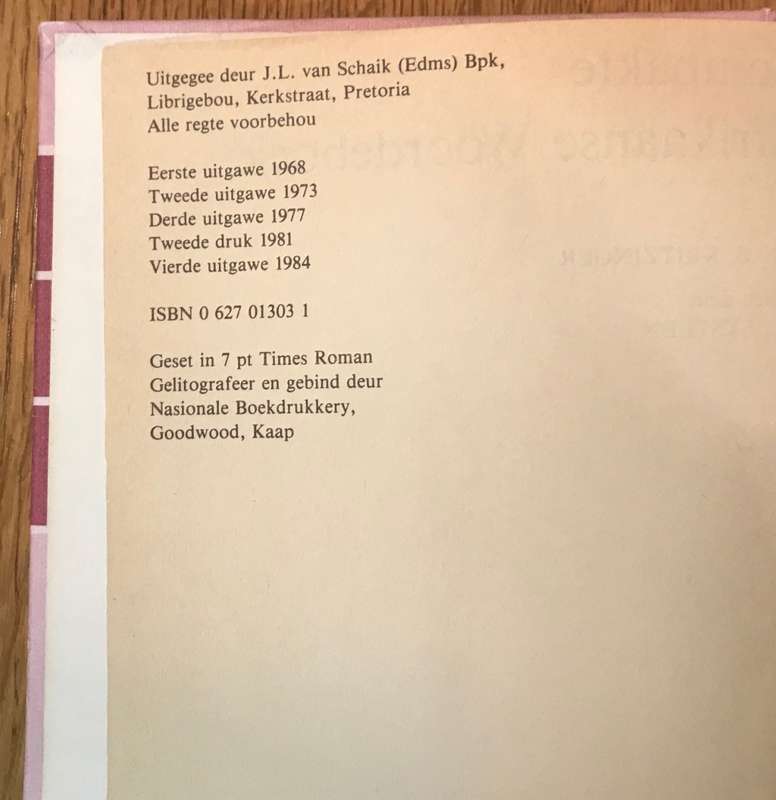 Uitgegee deur J.L. van Schaik (Edms) Bpk,
Librigebou, Kerkstraat, Pretoria
Alle regte voorbehou
Eerste uitgawe 1968
Tweede uitgawe 1973
Derde uitgawe 1977
Tweede druk 1981
Vierde uitgawe 1984
ISBN 0 627 01303 1
Geset in 7 pt Times Roman
Gelitografeer en gebind deur
Nasionale Boekdrukkery,
Goodwood, Kaap